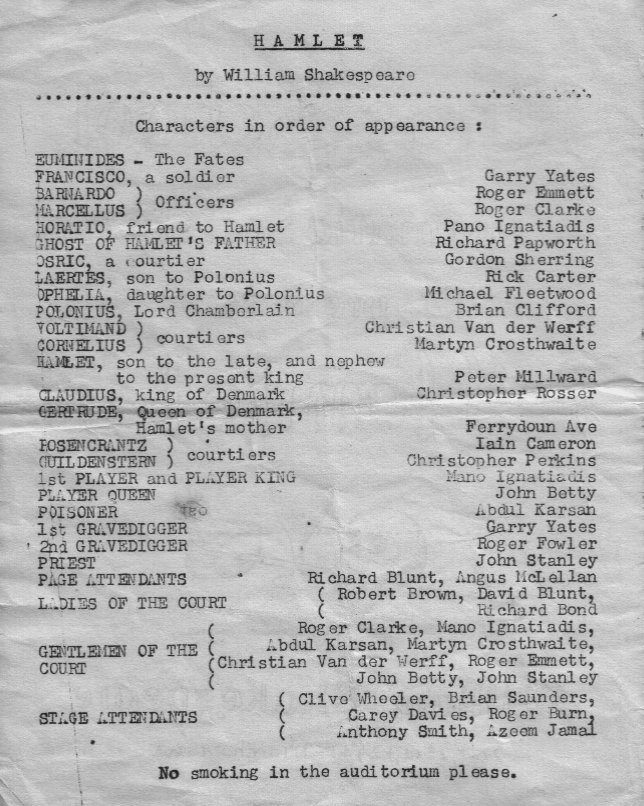 HAMLET
by William Shakespeare
Characters in order of appearance :
EUMINIDES - The Fates
FRANCISCO, a soldier Garry Yates
BARNARDO ) Officers Roger Emmett
MARCELLUS ) Roger Clarke
HORATIO, friend to Hamlet Pano Ignatiadis
GHOST OF HAMLET'S FATHER Richard Papworth
OSRIC, a courtier Gordon Sherring
LAERTES, son to Polonius Rick Carter
OPHELIA, daughter to Polonius Michael Fleetwood
POLONIUS, Lord Chamberlain Brian Clifford
VOLTIMAND ) courtiers Christian Van der Werff
CORNELIUS ) Martyn Crosthwaite
HAMLET, son to the late, and nephew
to the present king Peter Millward
CLAUDIUS, king of Denmark Christopher Rosser
GERTRUDE, Queen of Denmark,
Hamlet's mother Ferrydoun Ave
ROSENCRANTZ ) courtiers Iain Cameron
GUILDENSTERN ) Christopher Perkins
1st PLAYER and PLAYER KING Mano Ignatiadis
PLAYER QUEEN John Betty
POISONER Abdul Karsan
1st GRAVEDIGGER Garry Yates
2nd GRAVEDIGGER Roger Fowler
PRIEST John Stanley
PAGE ATTENDANTS Richard Blunt, Angus McLellan
LADIES OF THE COURT ( Robert Brown, David Blunt,
( Richard Bond
( Roger Clarke, Mano Ignatiadis,
GENTLEMEN OF THE ( Abdul Karsan, Martyn Crosthwaite,
COURT (Christian Van der Werff, Roger Emmett,
( John Betty, John Stanley
( Clive Wheeler, Brian Saunders,
STAGE ATTENDANTS ( Carey Davies, Roger Burn,
( Anthony Smith, Azeem Jamal
No smoking in the auditorium please.